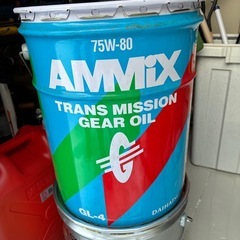 75W-80
AMMiX
TRANS MISSION
GEAR OIL
G
GL-4